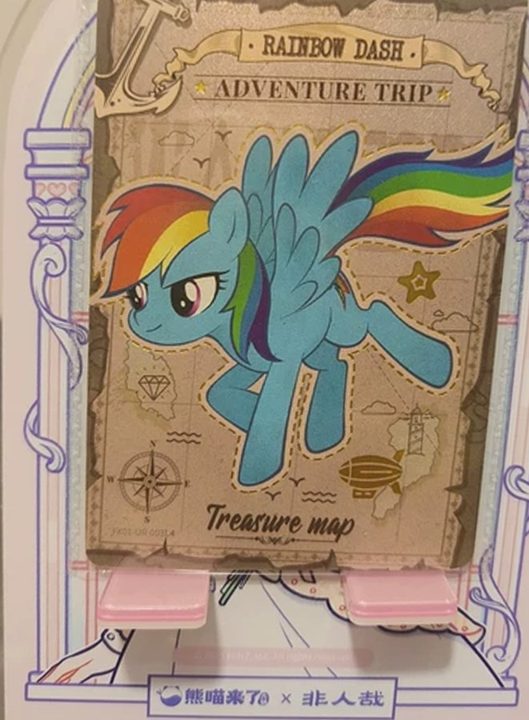 · RAINBOW DASH ·
ADVENTURE TRIP
N
W E
S
Treasure map
熊喵来了 × 非人哉